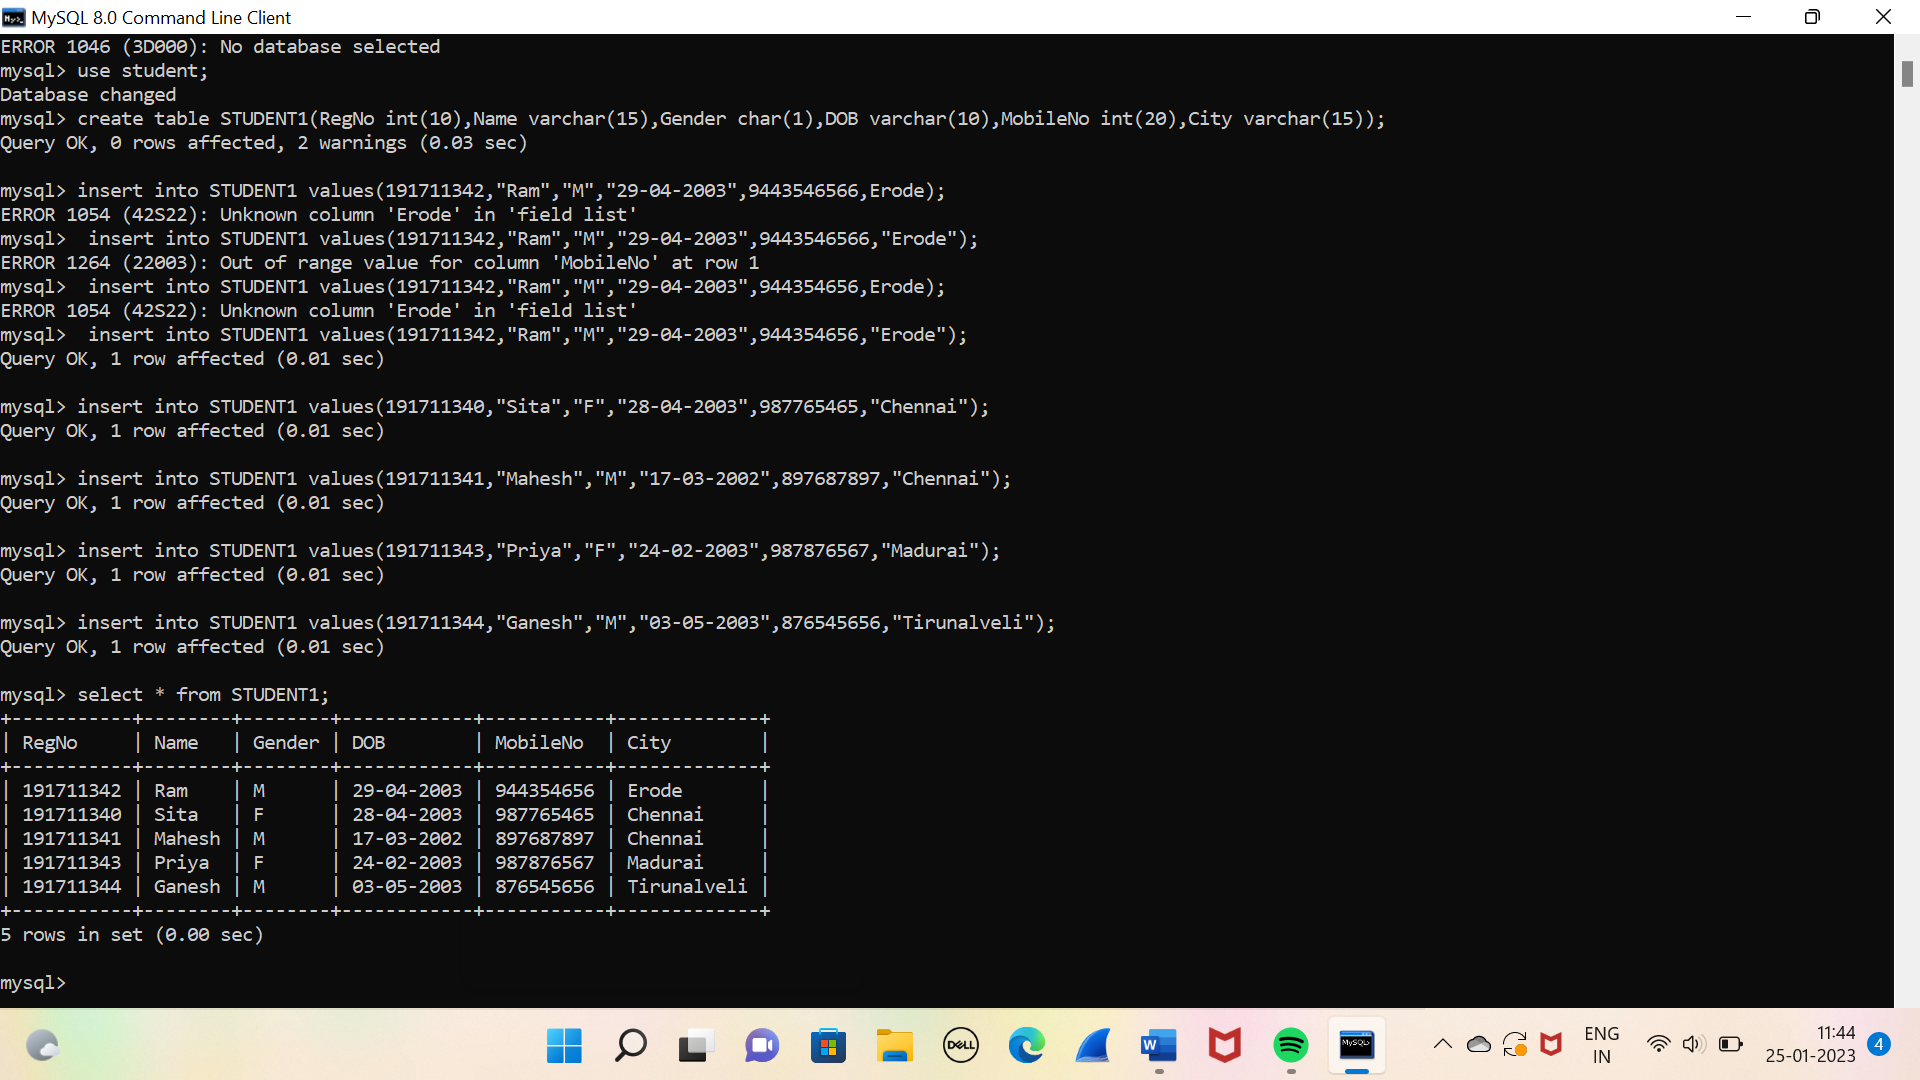 MySQL 8.0 Command Line Client
ERROR 1046 (3D000): No database selected
mysql> use student;
Database changed
mysql> create table STUDENT1(RegNo int(10),Name varchar(15),Gender char(1),DOB varchar(10),MobileNo int(20),City varchar(15));
Query OK, 0 rows affected, 2 warnings (0.03 sec)
mysql> insert into STUDENT1 values(191711342,"Ram","M","29-04-2003",9443546566,Erode);
ERROR 1054 (42S22): Unknown column 'Erode' in 'field list'
mysql>  insert into STUDENT1 values(191711342,"Ram","M","29-04-2003",9443546566,"Erode");
ERROR 1264 (22003): Out of range value for column 'MobileNo' at row 1
mysql>  insert into STUDENT1 values(191711342,"Ram","M","29-04-2003",944354656,Erode);
ERROR 1054 (42S22): Unknown column 'Erode' in 'field list'
mysql>  insert into STUDENT1 values(191711342,"Ram","M","29-04-2003",944354656,"Erode");
Query OK, 1 row affected (0.01 sec)
mysql> insert into STUDENT1 values(191711340,"Sita","F","28-04-2003",987765465,"Chennai");
Query OK, 1 row affected (0.01 sec)
mysql> insert into STUDENT1 values(191711341,"Mahesh","M","17-03-2002",897687897,"Chennai");
Query OK, 1 row affected (0.01 sec)
mysql> insert into STUDENT1 values(191711343,"Priya","F","24-02-2003",987876567,"Madurai");
Query OK, 1 row affected (0.01 sec)
mysql> insert into STUDENT1 values(191711344,"Ganesh","M","03-05-2003",876545656,"Tirunalveli");
Query OK, 1 row affected (0.01 sec)
mysql> select * from STUDENT1;
+-----------+--------+--------+------------+-----------+-------------+
| RegNo     | Name   | Gender | DOB        | MobileNo  | City        |
+-----------+--------+--------+------------+-----------+-------------+
| 191711342 | Ram    | M      | 29-04-2003 | 944354656 | Erode       |
| 191711340 | Sita   | F      | 28-04-2003 | 987765465 | Chennai     |
| 191711341 | Mahesh | M      | 17-03-2002 | 897687897 | Chennai     |
| 191711343 | Priya  | F      | 24-02-2003 | 987876567 | Madurai     |
| 191711344 | Ganesh | M      | 03-05-2003 | 876545656 | Tirunalveli |
+-----------+--------+--------+------------+-----------+-------------+
5 rows in set (0.00 sec)
mysql>
DELL
W
MySQL>
ENG
IN
11:44
25-01-2023
4